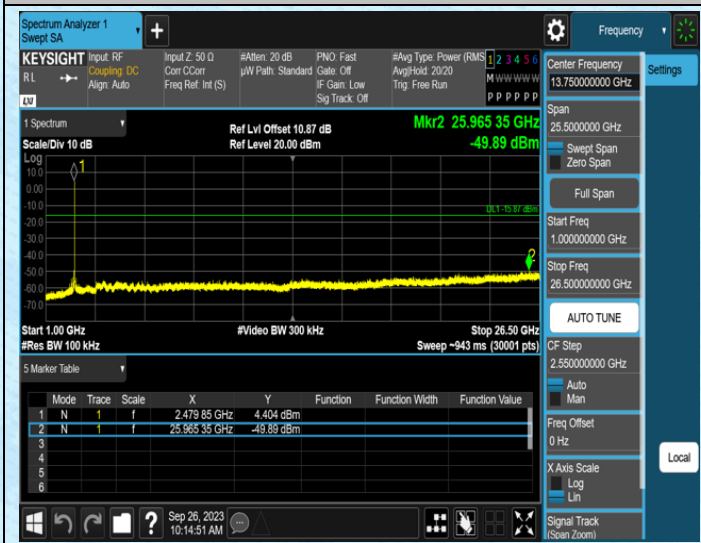 Spectrum Analyzer 1
Swept SA
+
Frequency
KEYSIGHT
RL
LXI
Input: RF
Coupling: DC
Align: Auto
Input Z: 50 Ω
Corr CCorr
Freq Ref: Int (S)
#Atten: 20 dB
µW Path: Standard
PNO: Fast
Gate: Off
IF Gain: Low
Sig Track: Off
#Avg Type: Power (RMS)
Avg|Hold: 20/20
Trig: Free Run
1 2 3 4 5 6
M W W W W W
P P P P P P
1 Spectrum
Scale/Div 10 dB
Ref Lvl Offset 10.87 dB
Ref Level 20.00 dBm
Mkr2 25.965 35 GHz
-49.89 dBm
Log
10.0
0.00
-10.0
-20.0
-30.0
-40.0
-50.0
-60.0
-70.0
1
DL1 -15.87 dBm
2
Start 1.00 GHz
#Res BW 100 kHz
#Video BW 300 kHz
Stop 26.50 GHz
Sweep ~943 ms (30001 pts)
5 Marker Table
Mode Trace Scale X Y Function Function Width Function Value
1 N 1 f 2.479 85 GHz 4.404 dBm
2 N 1 f 25.965 35 GHz -49.89 dBm
3
4
5
6
?
Sep 26, 2023
10:14:51 AM
Center Frequency
13.750000000 GHz
Span
25.5000000 GHz
Swept Span
Zero Span
Full Span
Start Freq
1.000000000 GHz
Stop Freq
26.500000000 GHz
AUTO TUNE
CF Step
2.550000000 GHz
Auto
Man
Freq Offset
0 Hz
X Axis Scale
Log
Lin
Signal Track
(Span Zoom)
Settings
Local